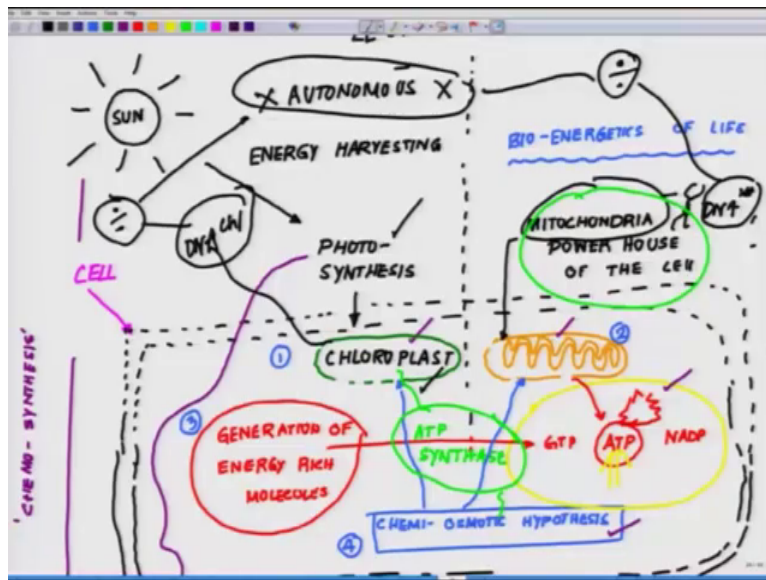 SUN
X AUTONOMOUS X
ENERGY HARVESTING
BIO-ENERGETICS OF LIFE
DNA
DNA
MITOCHONDRIA
POWER HOUSE
OF THE CELL
PHOTO-
SYNTHESIS
CELL
'CHEMO-SYNTHESIS'
1
CHLOROPLAST
2
3
GENERATION OF
ENERGY RICH
MOLECULES
ATP
SYNTHASE
GTP
ATP
NADP
4
CHEMI-OSMOTIC HYPOTHESIS